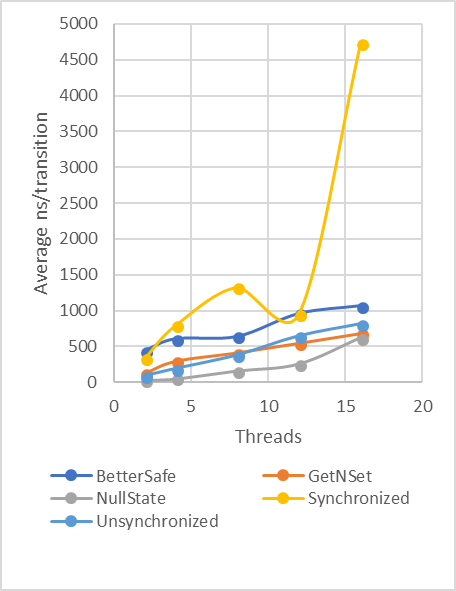 5000
4500
4000
3500
3000
2500
2000
1500
1000
500
0
Average ns/transition
0 5 10 15 20
Threads
BetterSafe GetNSet
NullState Synchronized
Unsynchronized